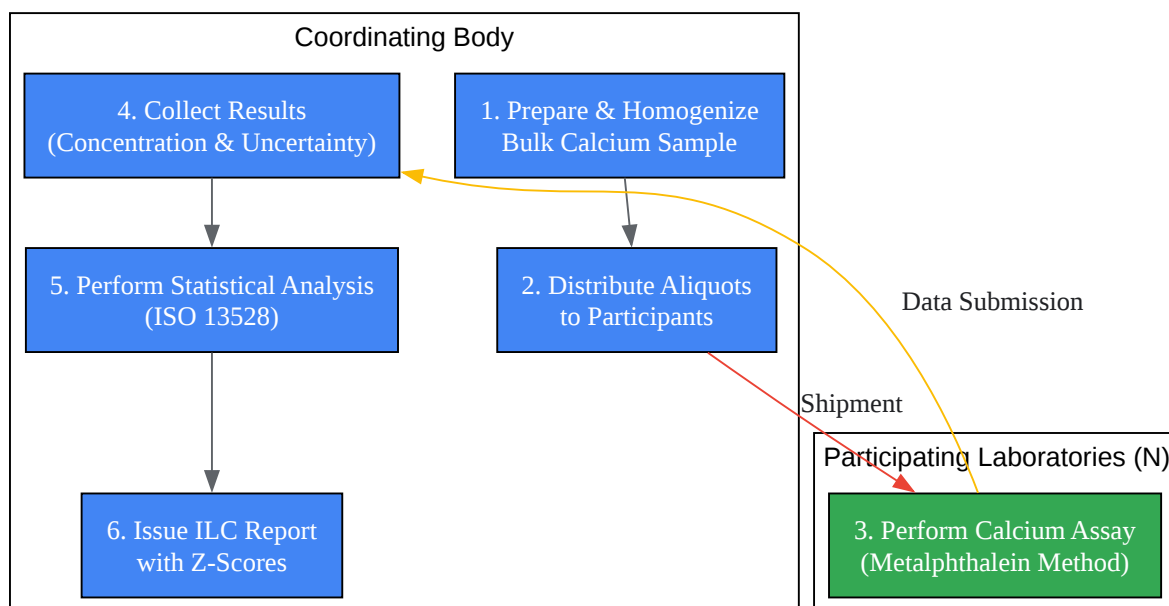 Coordinating Body
4. Collect Results
(Concentration & Uncertainty)
1. Prepare & Homogenize
Bulk Calcium Sample
5. Perform Statistical Analysis
(ISO 13528)
2. Distribute Aliquots
to Participants
Data Submission
Shipment
Participating Laboratories (N)
6. Issue ILC Report
with Z-Scores
3. Perform Calcium Assay
(Metalphthalein Method)